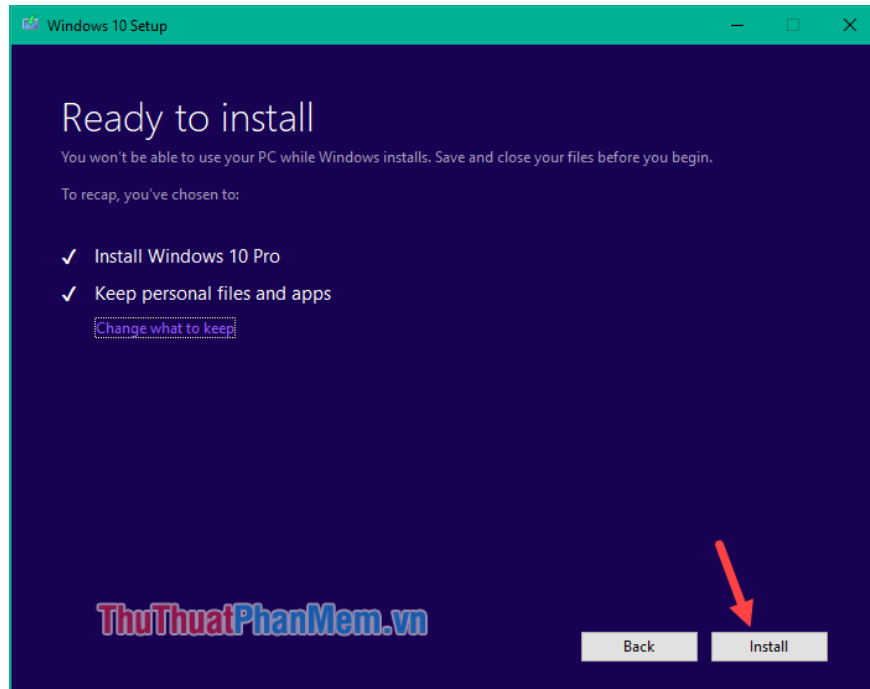 Windows 10 Setup
Ready to install
You won't be able to use your PC while Windows installs. Save and close your files before you begin.
To recap, you've chosen to:
✓ Install Windows 10 Pro
✓ Keep personal files and apps
Change what to keep
ThuThuatPhanMem.vn
Back
Install